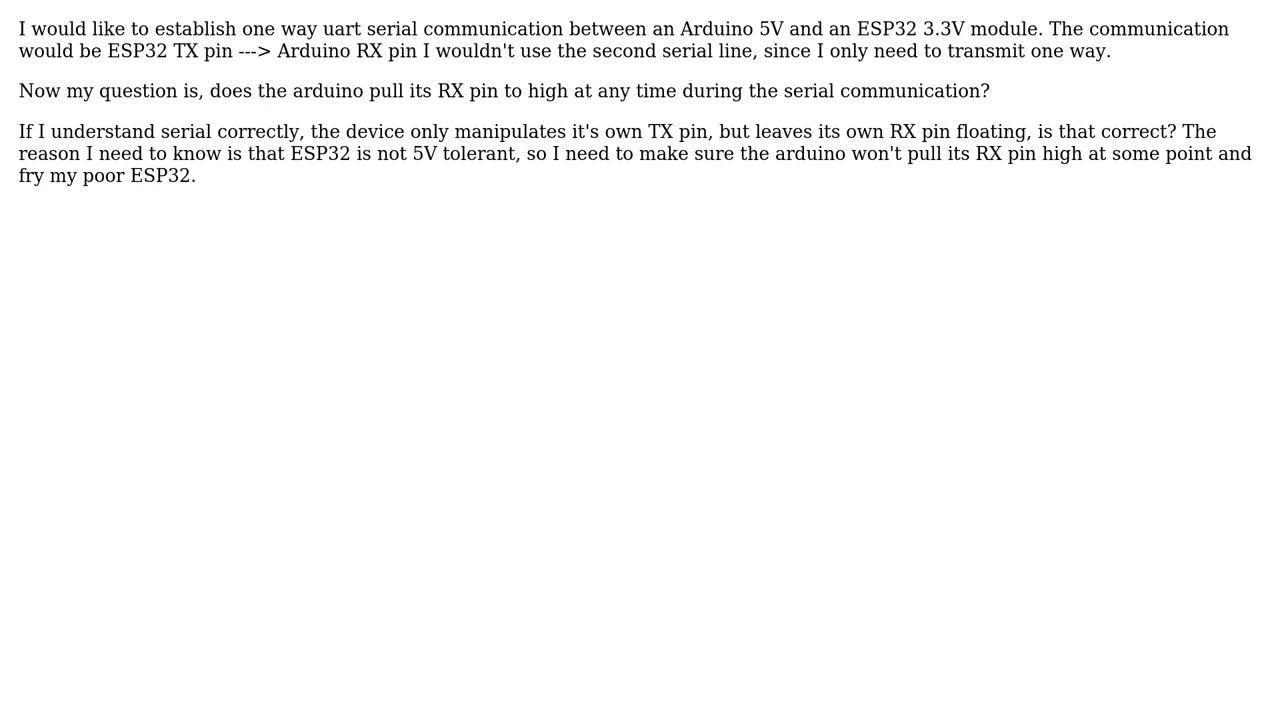 I would like to establish one way uart serial communication between an Arduino 5V and an ESP32 3.3V module. The communication
would be ESP32 TX pin ---> Arduino RX pin I wouldn't use the second serial line, since I only need to transmit one way.
Now my question is, does the arduino pull its RX pin to high at any time during the serial communication?
If I understand serial correctly, the device only manipulates it's own TX pin, but leaves its own RX pin floating, is that correct? The
reason I need to know is that ESP32 is not 5V tolerant, so I need to make sure the arduino won't pull its RX pin high at some point and
fry my poor ESP32.